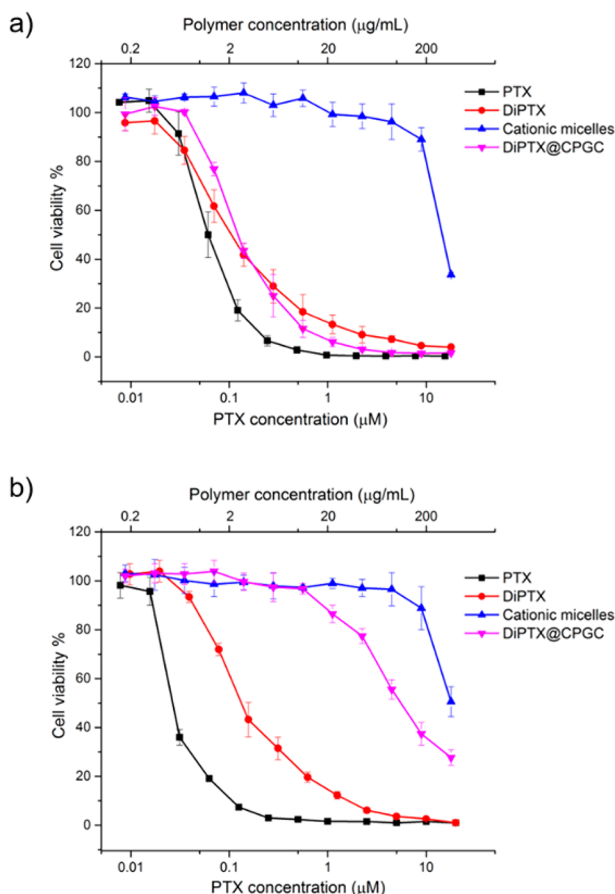 a)
Polymer concentration (μg/mL)
0.2 2 20 200
120
100
80
60
40
20
0
Cell viability %
PTX
DiPTX
Cationic micelles
DiPTX@CPGC
0.01 0.1 1 10
PTX concentration (μM)
b)
Polymer concentration (μg/mL)
0.2 2 20 200
120
100
80
60
40
20
0
Cell viability %
PTX
DiPTX
Cationic micelles
DiPTX@CPGC
0.01 0.1 1 10
PTX concentration (μM)